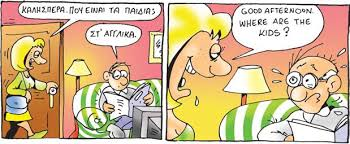 ΚΑΛΗΣΠΕΡΑ. ΠΟΥ ΕΙΝΑΙ ΤΑ ΠΑΙΔΙΑ;
ΣΤ' ΑΓΓΛΙΚΑ.
GOOD AFTERNOON.
WHERE ARE THE
KIDS?